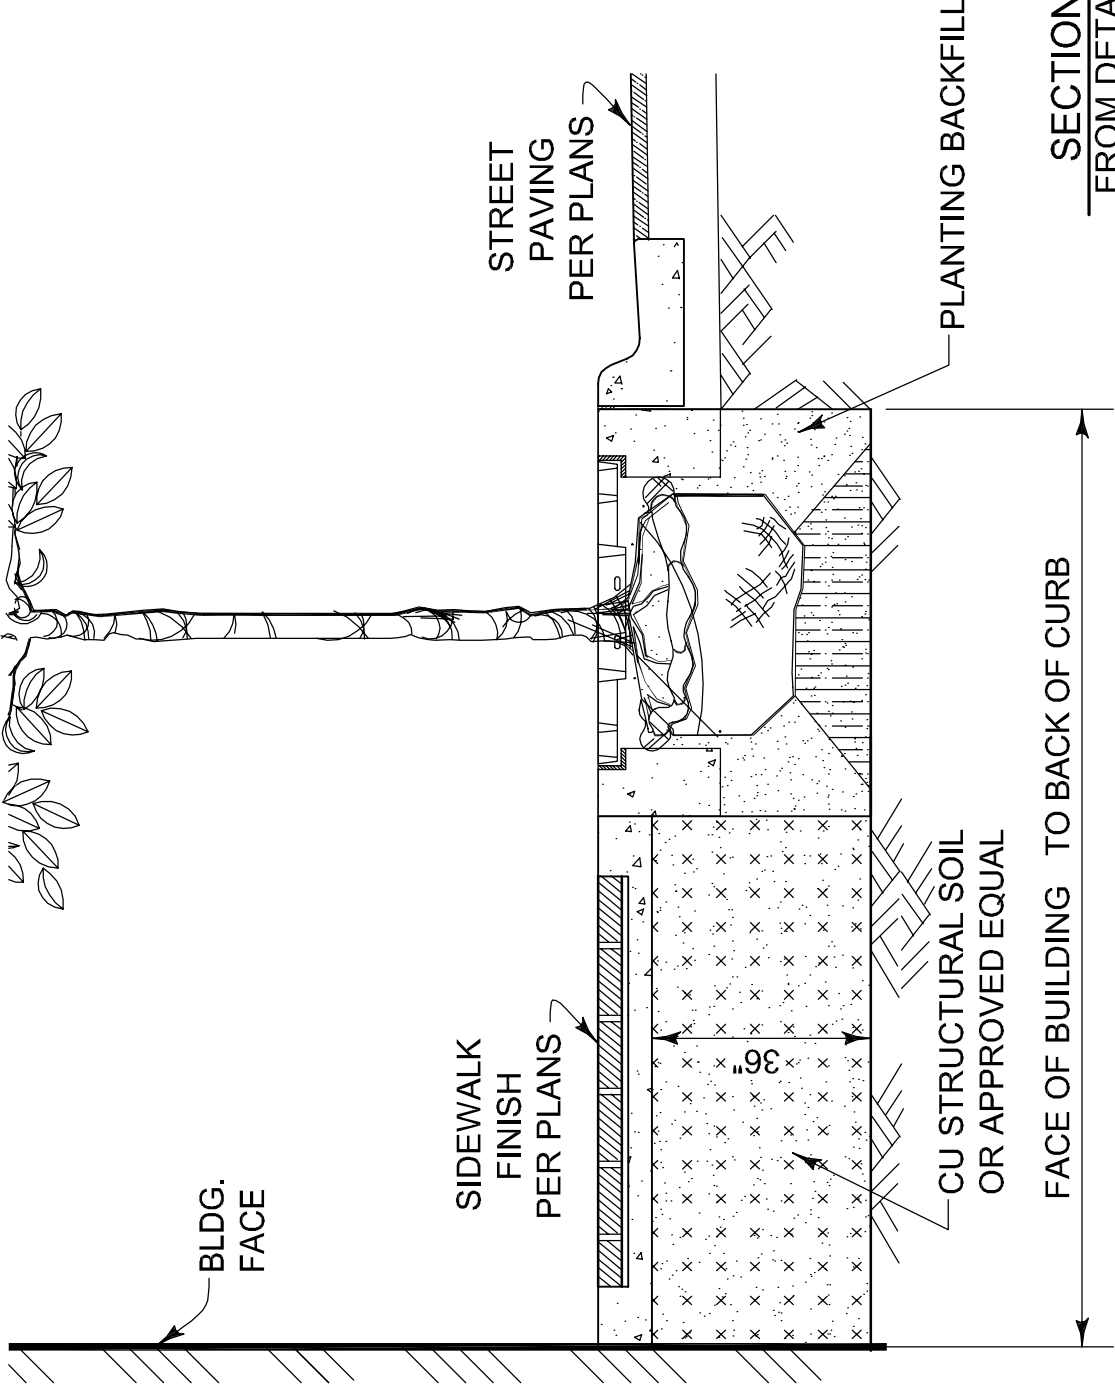 BLDG.
FACE
SIDEWALK
FINISH
PER PLANS
STREET
PAVING
PER PLANS
36"
CU STRUCTURAL SOIL
OR APPROVED EQUAL
PLANTING BACKFILL
FACE OF BUILDING TO BACK OF CURB
SECTION
FROM